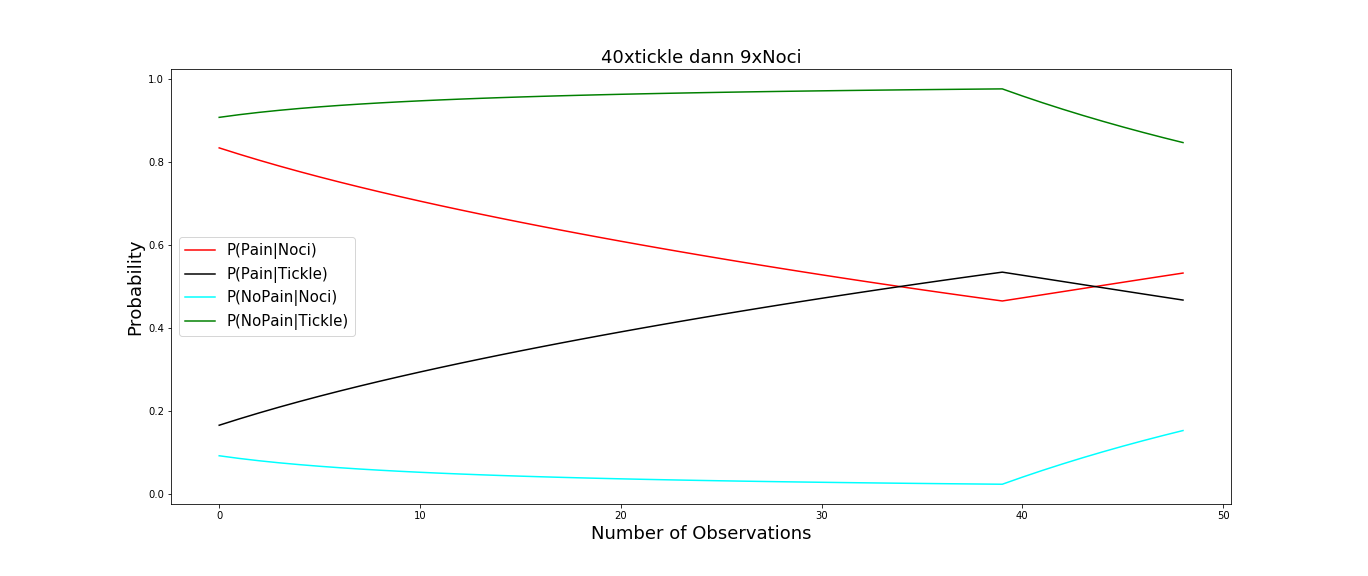 40xtickle dann 9xNoci
1.0
0.8
0.6
0.4
0.2
0.0
Probability
P(Pain|Noci)
P(Pain|Tickle)
P(NoPain|Noci)
P(NoPain|Tickle)
0 10 20 30 40 50
Number of Observations